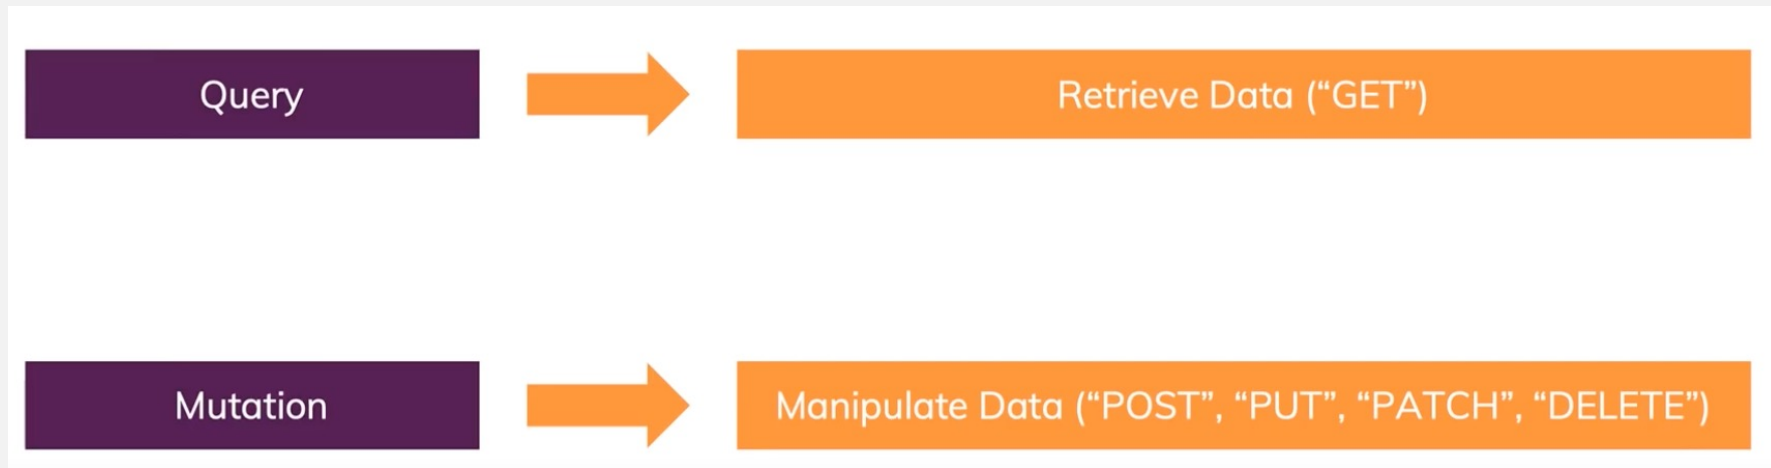 Query
Retrieve Data (“GET”)
Mutation
Manipulate Data (“POST”, “PUT”, “PATCH”, “DELETE”)